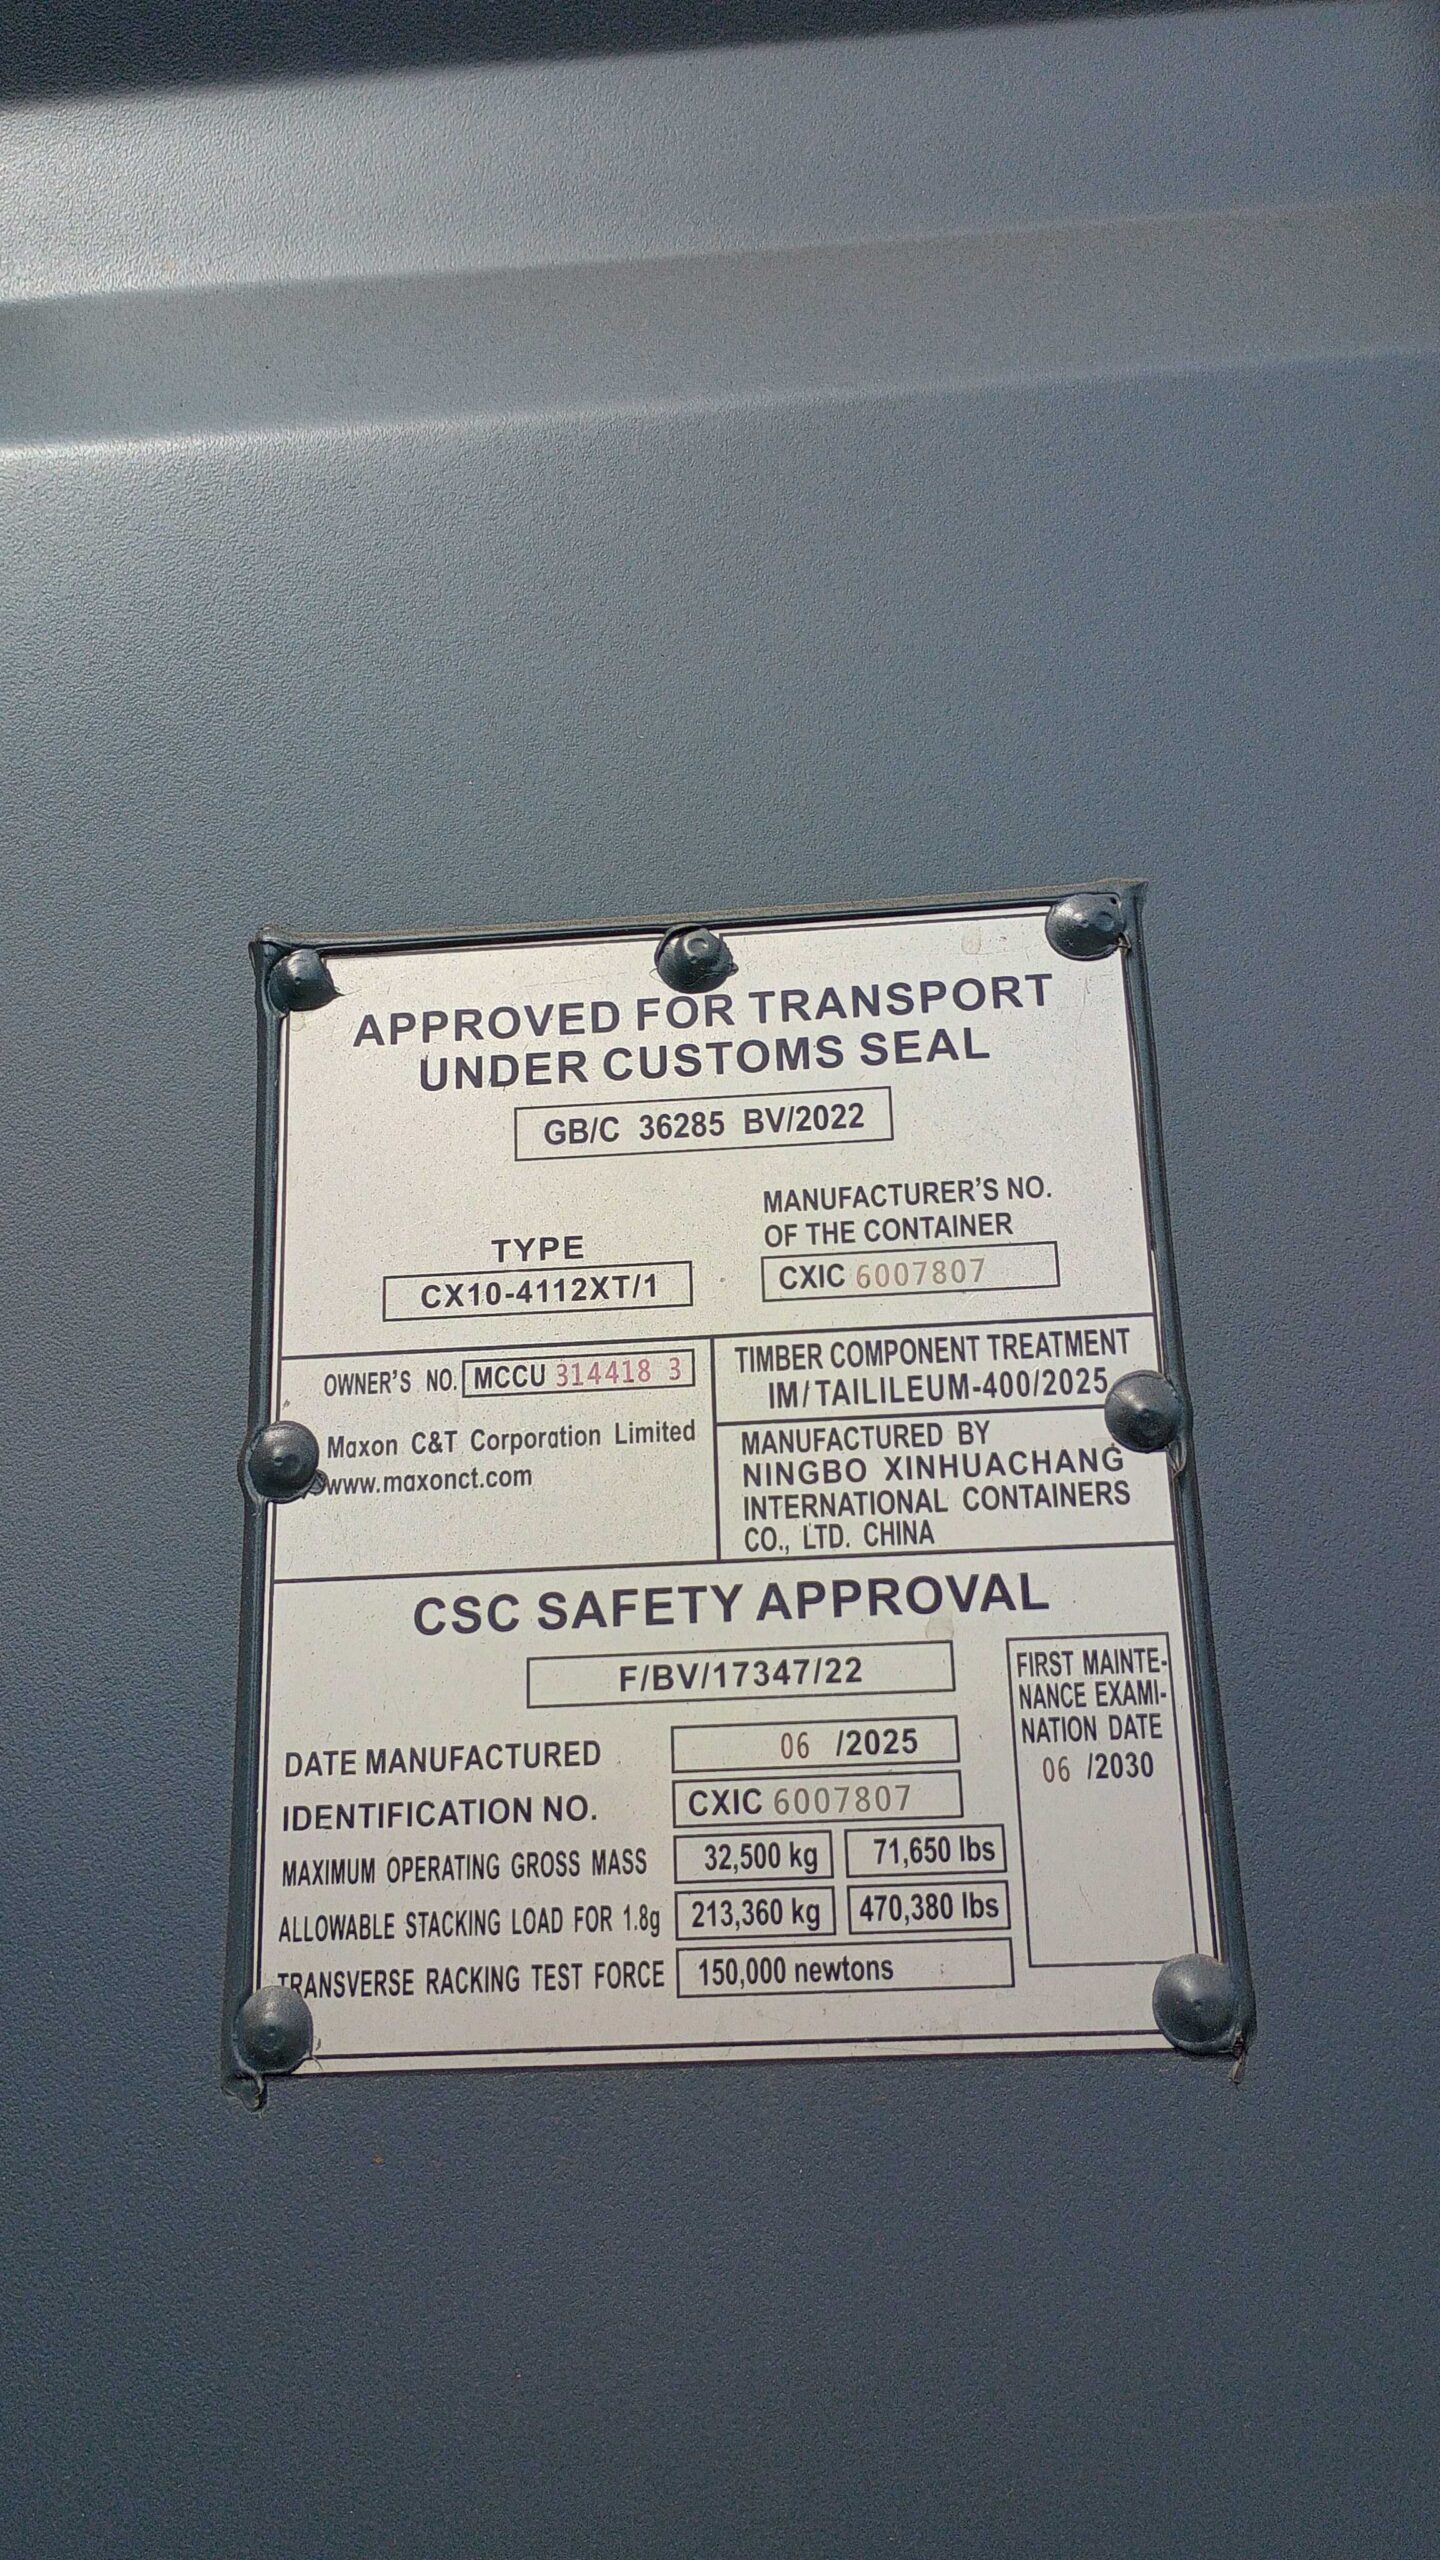 APPROVED FOR TRANSPORT
UNDER CUSTOMS SEAL
GB/C 36285 BV/2022
TYPE
CX10-4112XT/1
MANUFACTURER'S NO.
OF THE CONTAINER
CXIC 6007807
OWNER'S NO. MCCU 314418 3
Maxon C&T Corporation Limited
www.maxonct.com
TIMBER COMPONENT TREATMENT
IM/TAILILEUM-400/2025
MANUFACTURED BY
NINGBO XINHUACHANG
INTERNATIONAL CONTAINERS
CO., LTD. CHINA
CSC SAFETY APPROVAL
F/BV/17347/22
DATE MANUFACTURED 06 /2025
IDENTIFICATION NO. CXIC 6007807
MAXIMUM OPERATING GROSS MASS 32,500 kg 71,650 lbs
ALLOWABLE STACKING LOAD FOR 1.8g 213,360 kg 470,380 lbs
TRANSVERSE RACKING TEST FORCE 150,000 newtons
FIRST MAINTE-
NANCE EXAMI-
NATION DATE
06 /2030